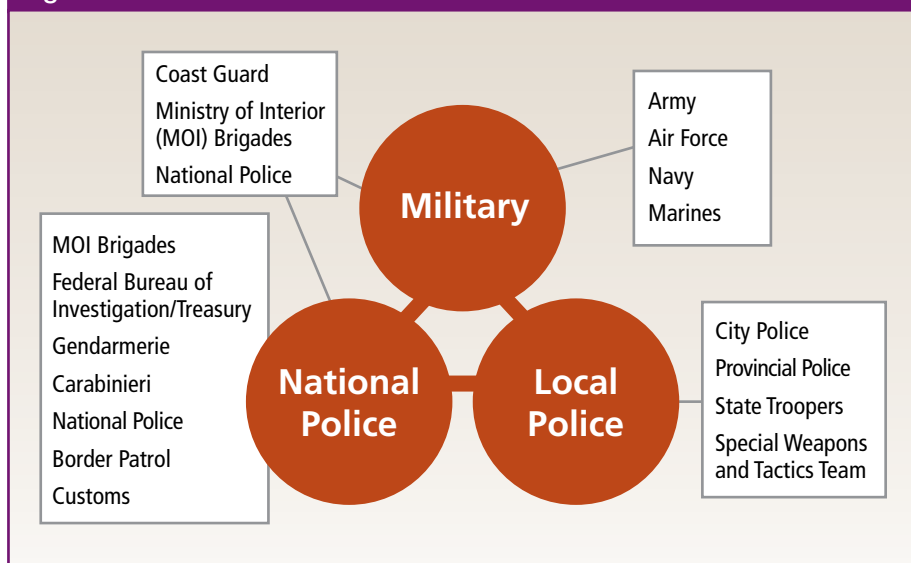 Coast Guard
Ministry of Interior
(MOI) Brigades
National Police
Army
Air Force
Navy
Marines
Military
MOI Brigades
Federal Bureau of
Investigation/Treasury
Gendarmerie
Carabinieri
National Police
Border Patrol
Customs
National
Police
Local
Police
City Police
Provincial Police
State Troopers
Special Weapons
and Tactics Team